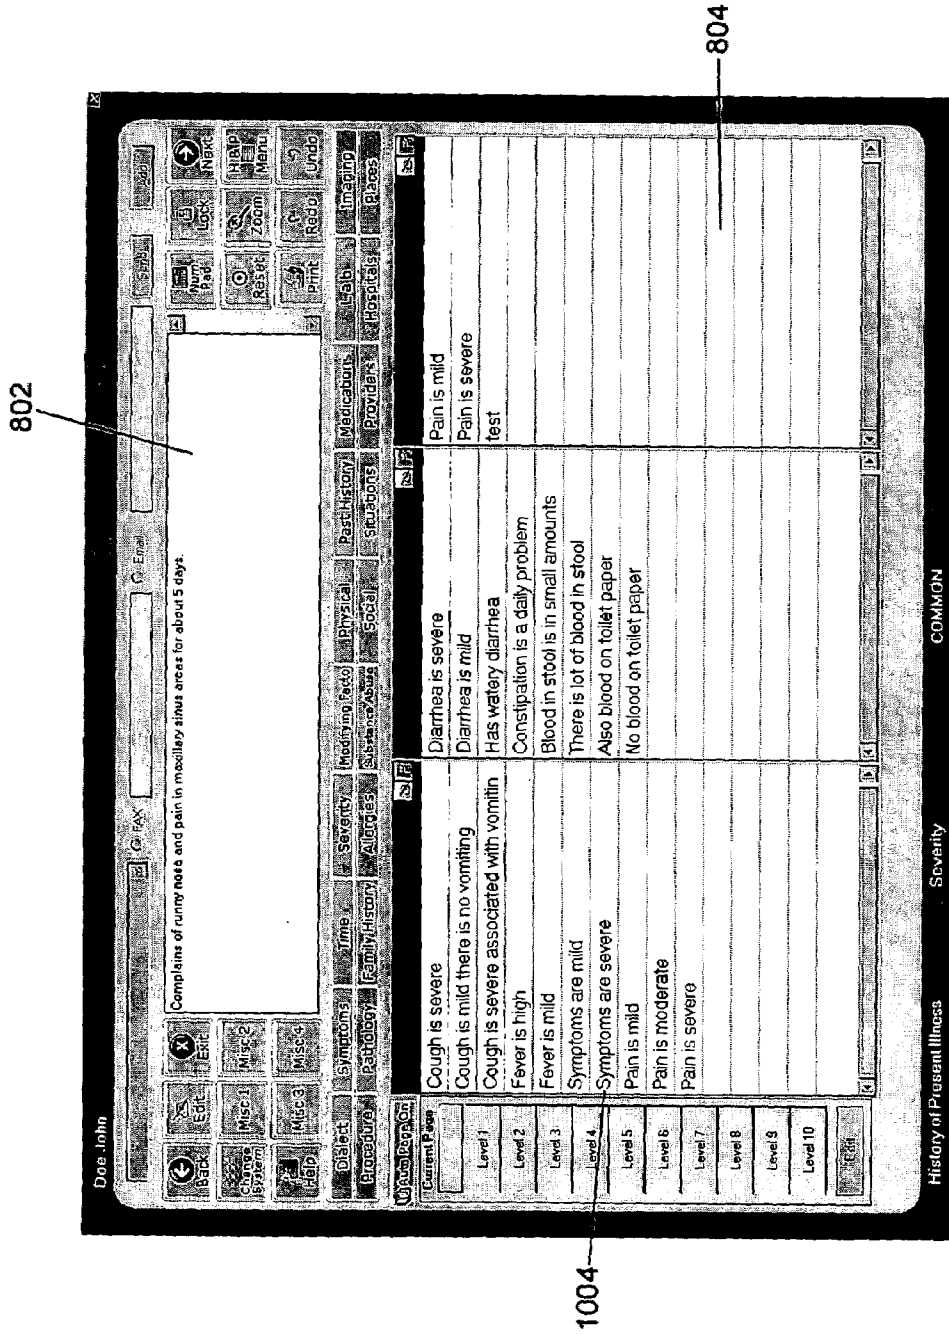 802
804
1004
Doe John
FAX
Email
Send
Add
Back
Edit
Exit
Change System
Misc 1
Misc 2
Help
Misc 3
Misc 4
Complains of runny nose and pain in maxillary sinus areas for about 5 days.
Num Pad
Lock
Next
Reset
Zoom
H&P Menu
Print
Redo
Undo
Dialect
Symptoms
Time
Severity
Modifying Facto
Physical
Past History
Medications
Lab
Imaging
Procedure
Pathology
Family History
Allergies
Substance Abuse
Social
Situations
Providers
Hospitals
Places
Auto Page On
Current Page
Level 1
Level 2
Level 3
Level 4
Level 5
Level 6
Level 7
Level 8
Level 9
Level 10
Edit
Cough is severe
Cough is mild there is no vomiting
Cough is severe associated with vomitin
Fever is high
Fever is mild
Symptoms are mild
Symptoms are severe
Pain is mild
Pain is moderate
Pain is severe
Diarrhea is severe
Diarrhea is mild
Has watery diarrhea
Constipation is a daily problem
Blood in stool is in small amounts
There is lot of blood in stool
Also blood on toilet paper
No blood on toilet paper
Pain is mild
Pain is severe
test
History of Present Illness
Severity
COMMON